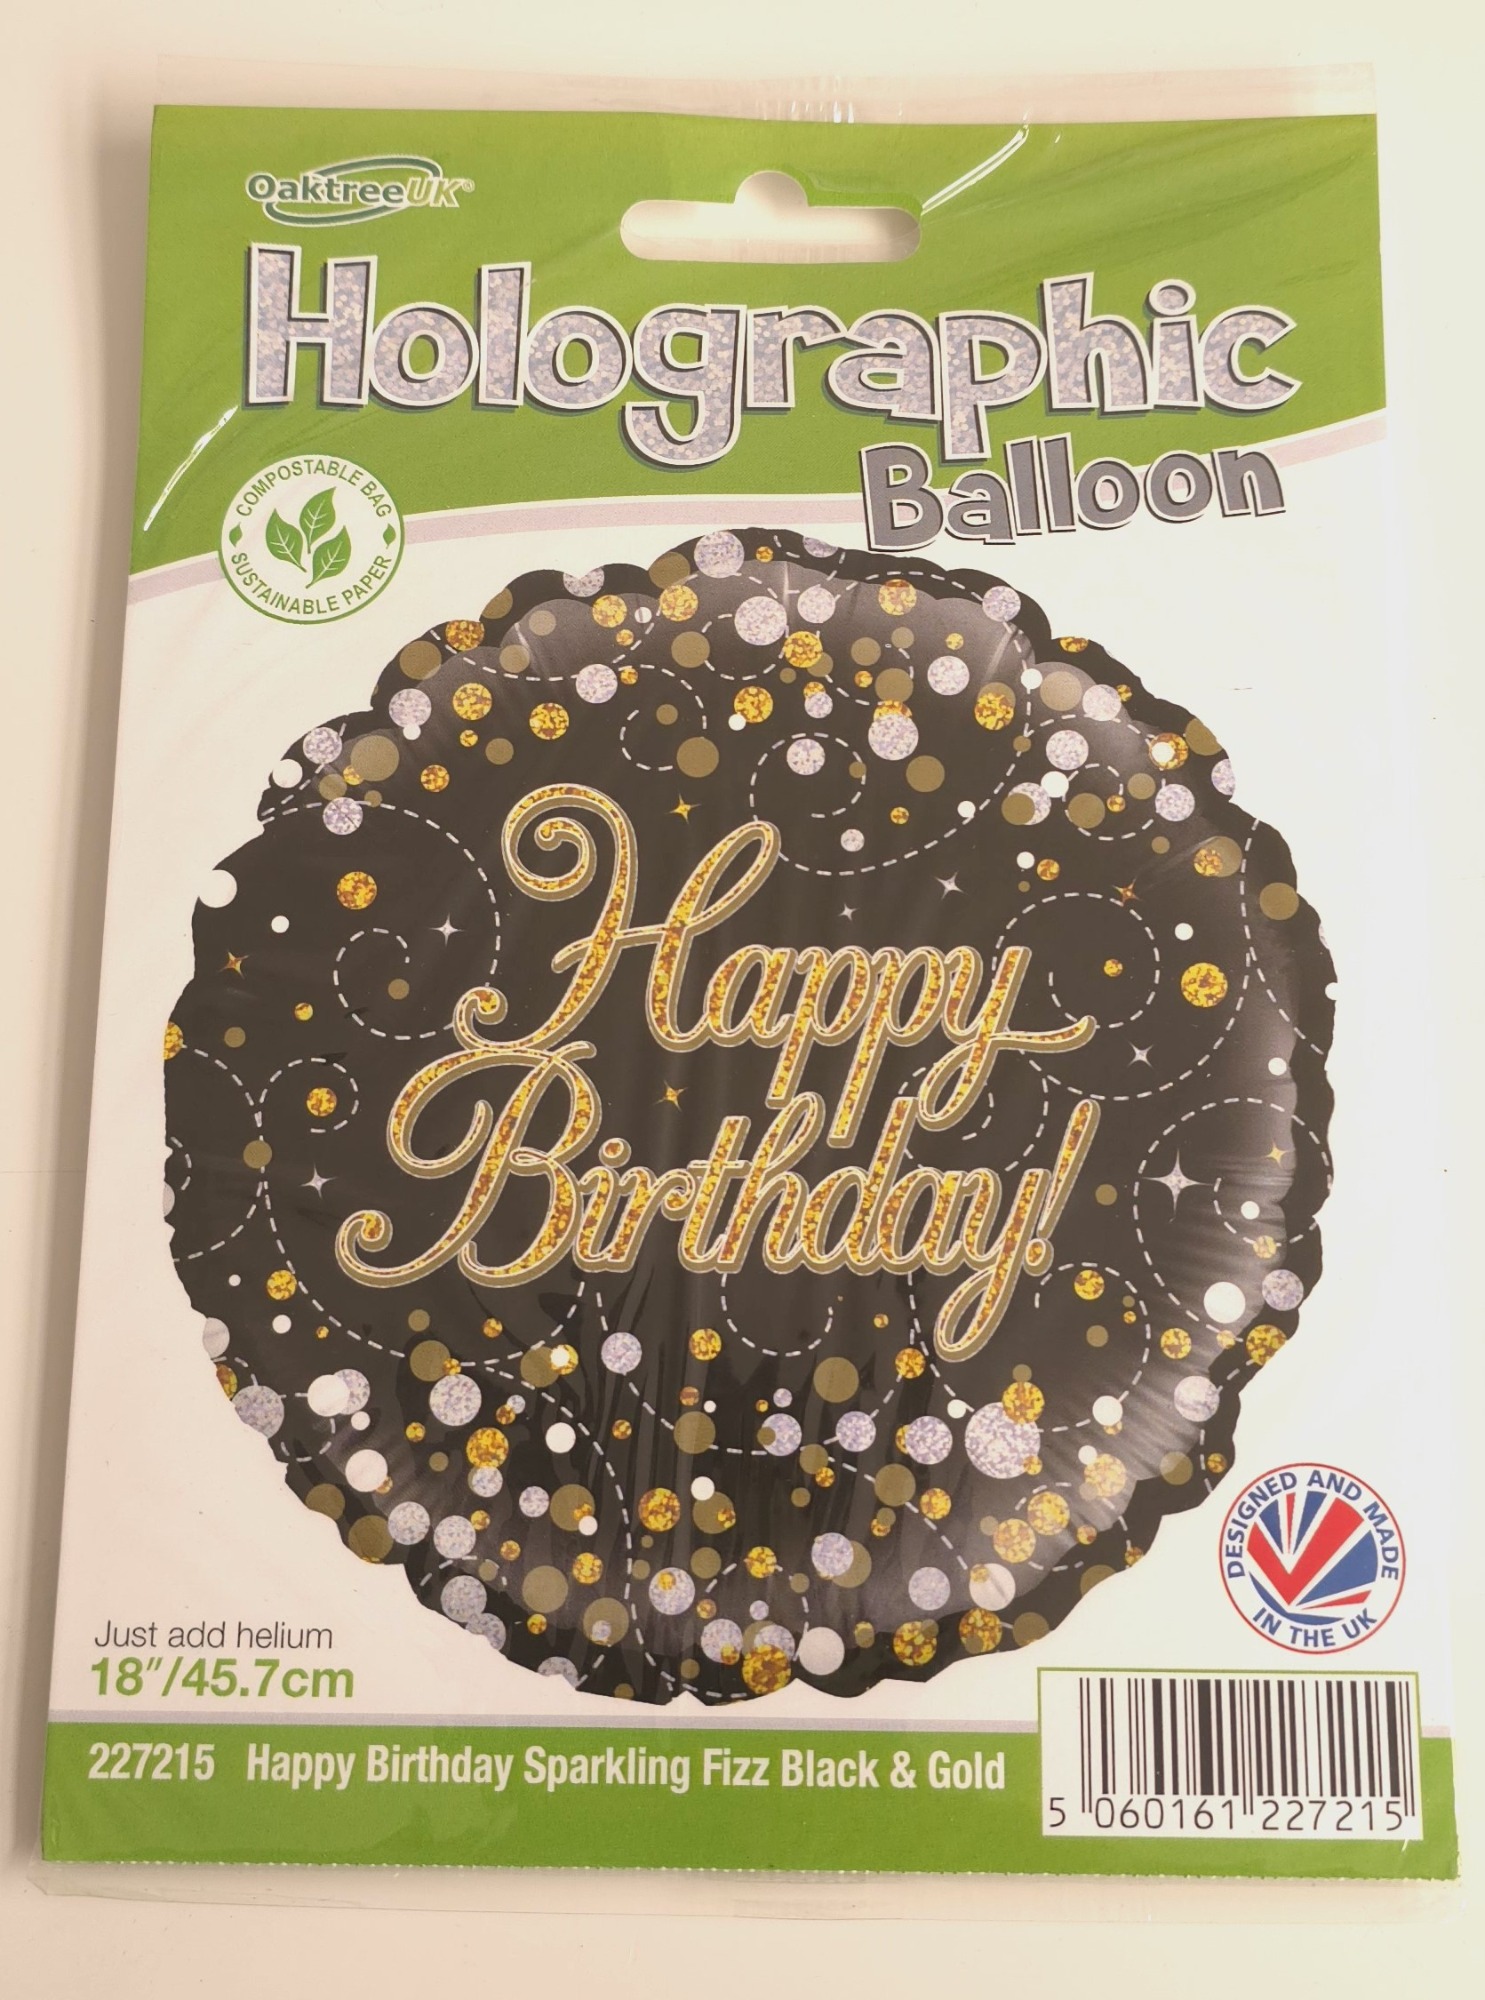 OaktreeUK®
Holographic
Balloon
COMPOSTABLE BAG
SUSTAINABLE PAPER
Happy
Birthday!
DESIGNED AND MADE
IN THE UK
Just add helium
18"/45.7cm
227215 Happy Birthday Sparkling Fizz Black & Gold
5 060161 227215